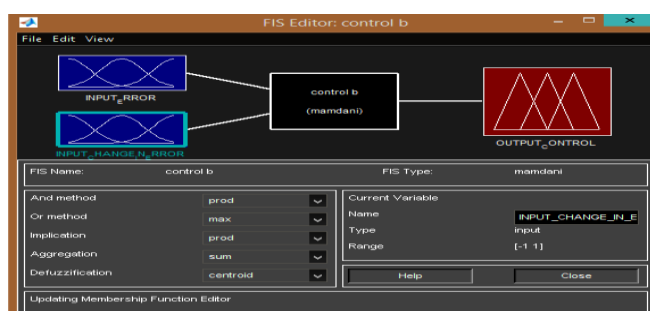 FIS Editor: control b
File Edit View
INPUT_ERROR
control b
(mamdani)
INPUT_CHANGE_IN_ERROR
OUTPUT_CONTROL
FIS Name: control b FIS Type: mamdani
And method prod
Or method max
Implication prod
Aggregation sum
Defuzzification centroid
Current Variable
Name INPUT_CHANGE_IN_E
Type input
Range [-1 1]
Help Close
Updating Membership Function Editor